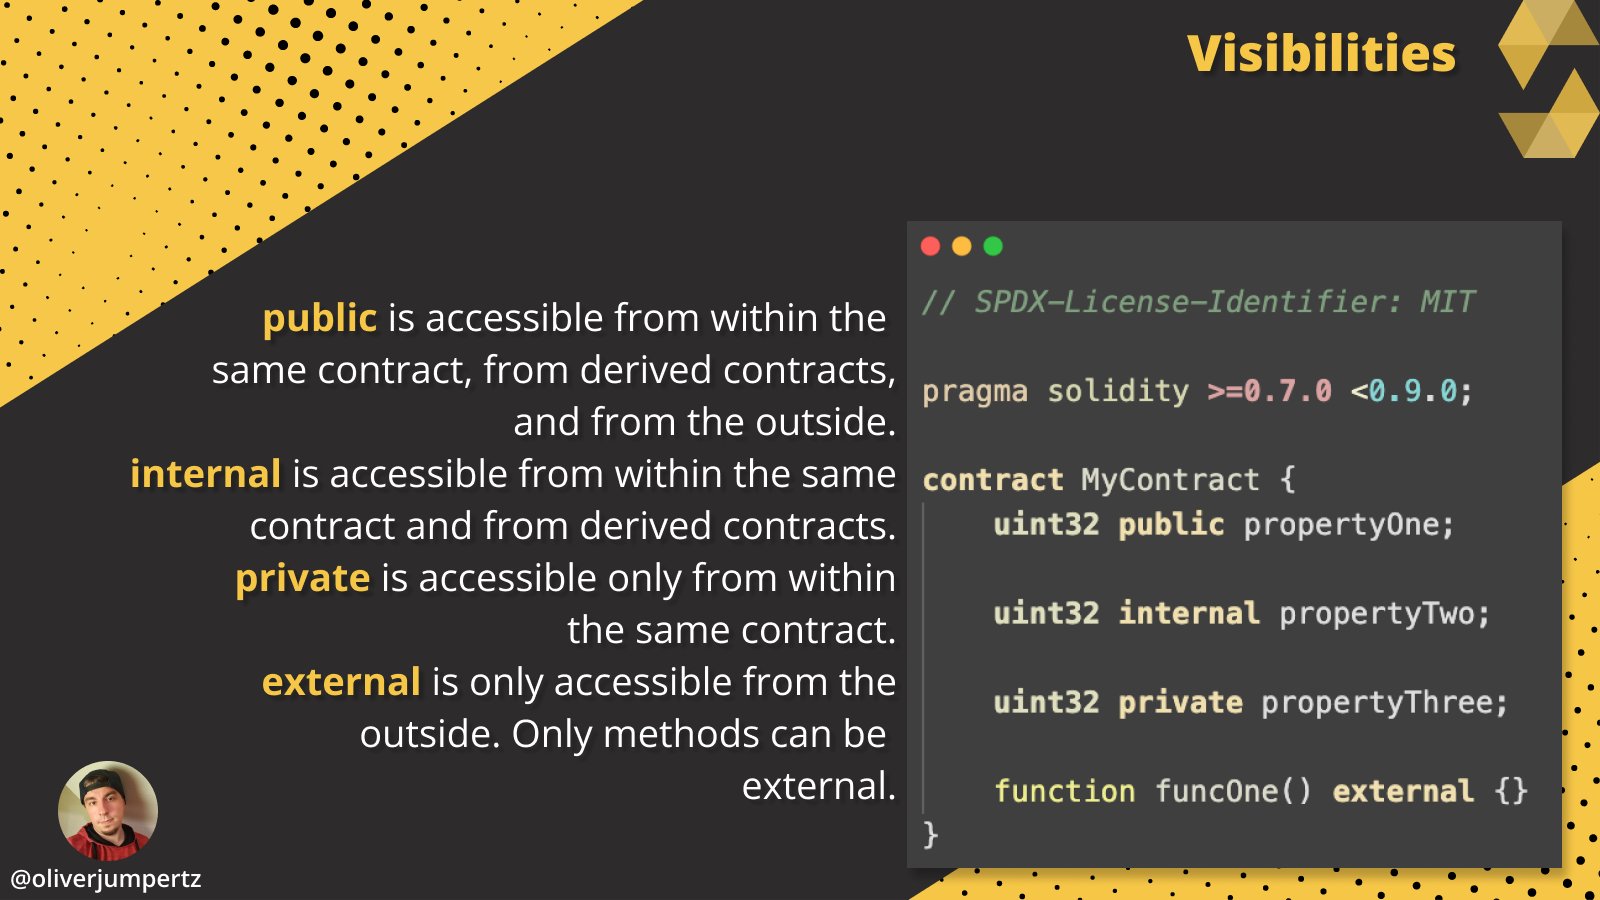 Visibilities
public is accessible from within the
same contract, from derived contracts,
and from the outside.
internal is accessible from within the same
contract and from derived contracts.
private is accessible only from within
the same contract.
external is only accessible from the
outside. Only methods can be
external.
// SPDX-License-Identifier: MIT
pragma solidity >=0.7.0 <0.9.0;
contract MyContract {
    uint32 public propertyOne;
    uint32 internal propertyTwo;
    uint32 private propertyThree;
    function funcOne() external {}
}
@oliverjumpertz